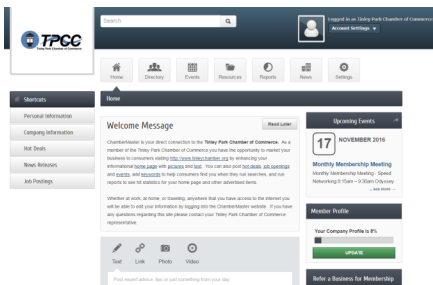 TPCC
Tinley Park Chamber of Commerce
Search
Logged in as Tinley Park Chamber of Commerce
Account Settings
Home
Directory
Events
Resources
Reports
News
Settings
Shortcuts
Personal Information
Company Information
Hot Deals
News Releases
Job Postings
Home
Welcome Message
Read Later
ChamberMaster is your direct connection to the Tinley Park Chamber of Commerce. As a
member of the Tinley Park Chamber of Commerce you have the opportunity to market your
business to consumers visiting http://www.tinleychamber.org by enhancing your
informational home page with pictures and text. You can also post hot deals, job openings
and events, add keywords to help consumers find you when they run searches, and run
reports to see hit statistics for your home page and other advertised items.
Whether at work, at home, or traveling; anywhere that you have access to the internet you
will be able to edit your information by logging into the ChamberMaster website. If you have
any questions regarding this site please contact your Tinley Park Chamber of Commerce
representative.
Text
Link
Photo
Video
Post expert advice, tips or just something from your day.
Upcoming Events
17
NOVEMBER 2016
Monthly Membership Meeting
Monthly Membership Meeting - Speed
Networking 8:15am – 9:30am Odyssey
... see more →
Member Profile
Your Company Profile is 8%
UPDATE
Refer a Business for Membership